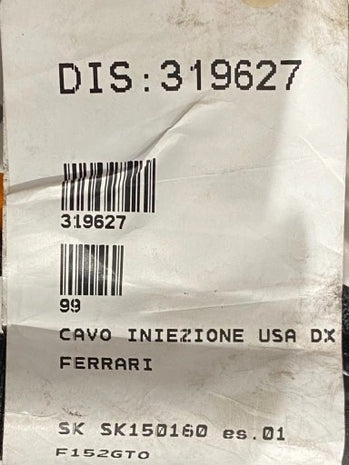 DIS:319627
319627
99
CAVO INIEZIONE USA DX
FERRARI
SK SK150160 es.01
F152GTO